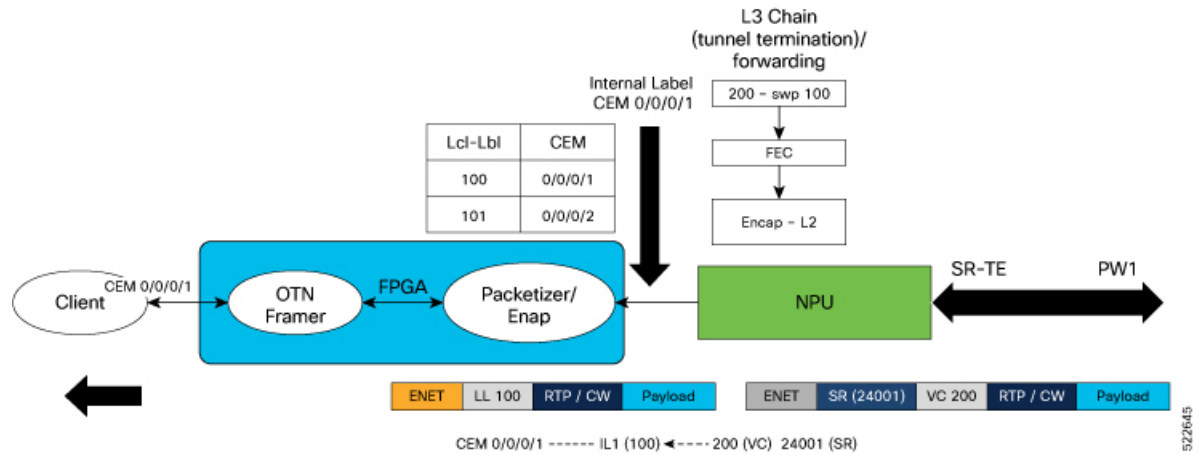 L3 Chain
(tunnel termination)/
forwarding
Internal Label
CEM 0/0/0/1
200 – swp 100
FEC
Encap – L2
Lcl-Lbl CEM
100 0/0/0/1
101 0/0/0/2
Client
CEM 0/0/0/1
OTN
Framer
FPGA
Packetizer/
Enap
NPU
SR-TE
PW1
ENET LL 100 RTP / CW Payload
ENET SR (24001) VC 200 RTP / CW Payload
CEM 0/0/0/1 ------ IL1 (100) ◄---- 200 (VC) 24001 (SR)
522645